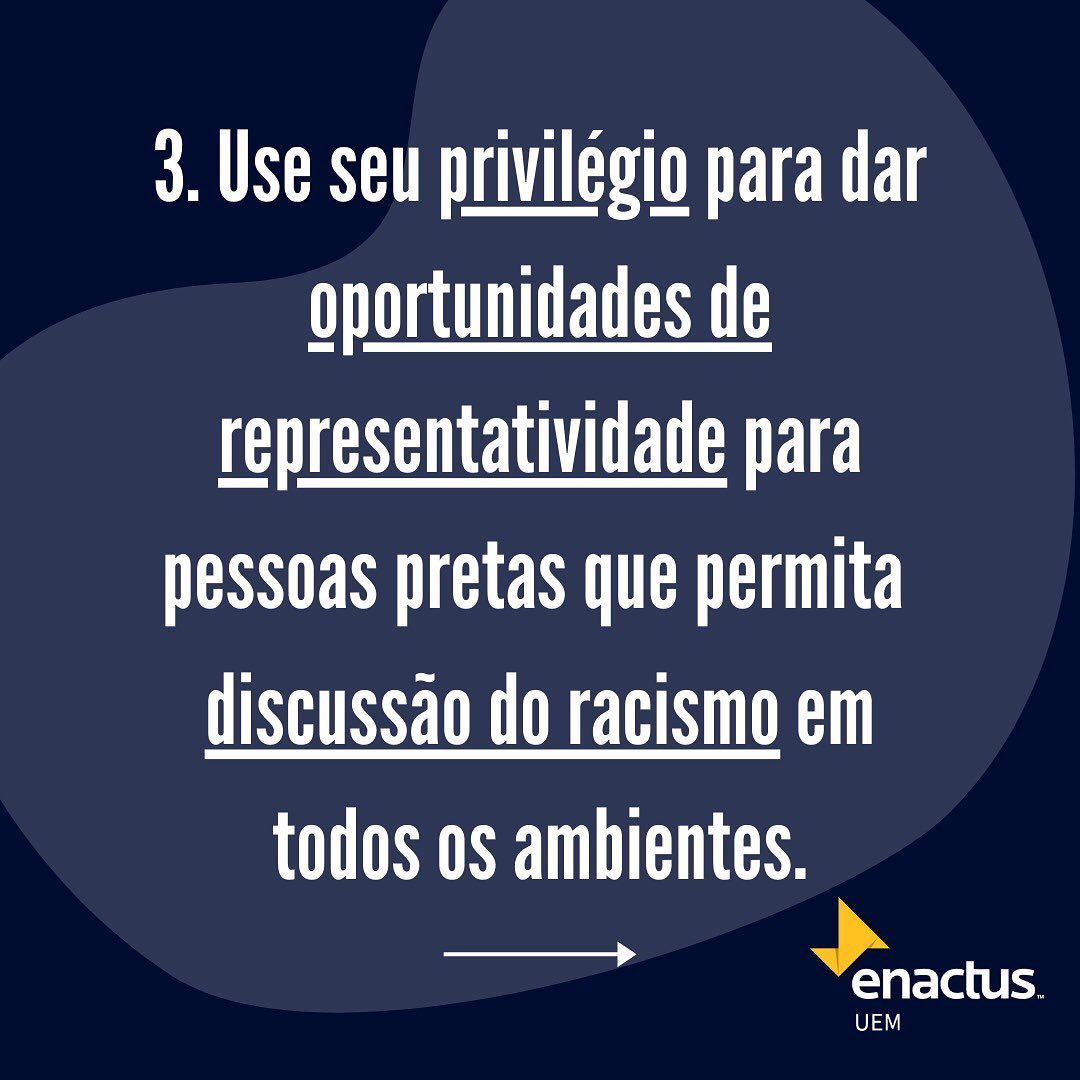 3. Use seu privilégio para dar
oportunidades de
representatividade para
pessoas pretas que permita
discussão do racismo em
todos os ambientes.
enactus™
UEM